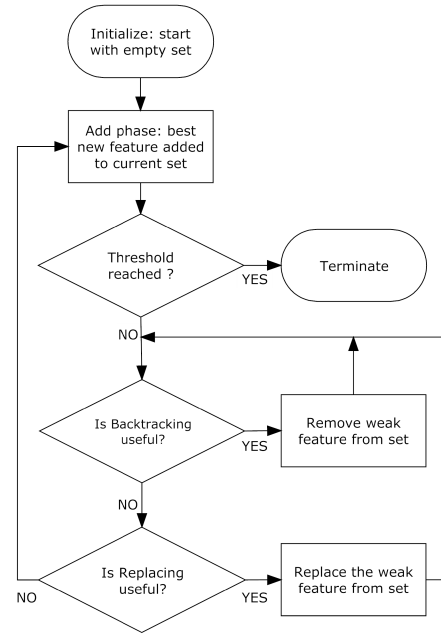 Initialize: start
with empty set
Add phase: best
new feature added
to current set
Threshold
reached ?
YES
Terminate
NO
Is Backtracking
useful?
YES
Remove weak
feature from set
NO
Is Replacing
useful?
NO
YES
Replace the weak
feature from set